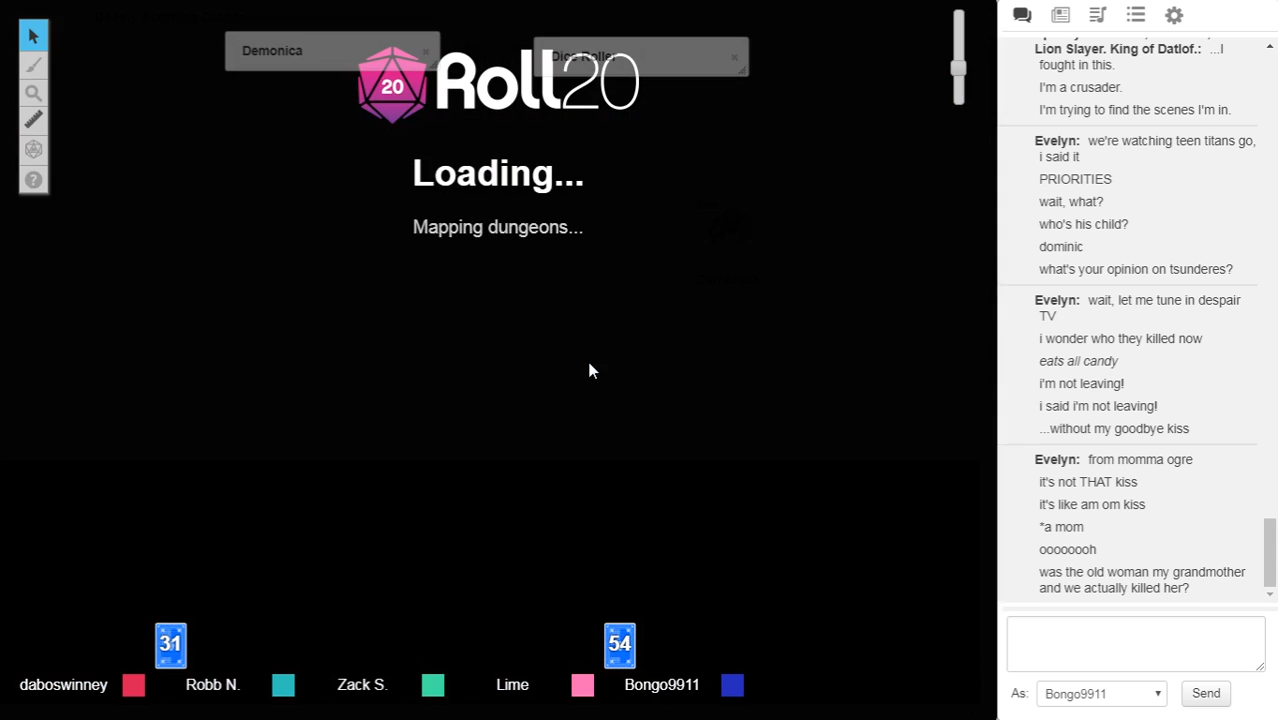 Demonica
Dice Roller
20
Roll20
Loading...
Mapping dungeons...
31
54
daboswinney
Robb N.
Zack S.
Lime
Bongo9911
Lion Slayer. King of Datlof.: ...I
fought in this.
I'm a crusader.
I'm trying to find the scenes I'm in.
Evelyn: we're watching teen titans go,
i said it
PRIORITIES
wait, what?
who's his child?
dominic
what's your opinion on tsunderes?
Evelyn: wait, let me tune in despair
TV
i wonder who they killed now
eats all candy
i'm not leaving!
i said i'm not leaving!
...without my goodbye kiss
Evelyn: from momma ogre
it's not THAT kiss
it's like am om kiss
*a mom
oooooooh
was the old woman my grandmother
and we actually killed her?
As:
Bongo9911
Send